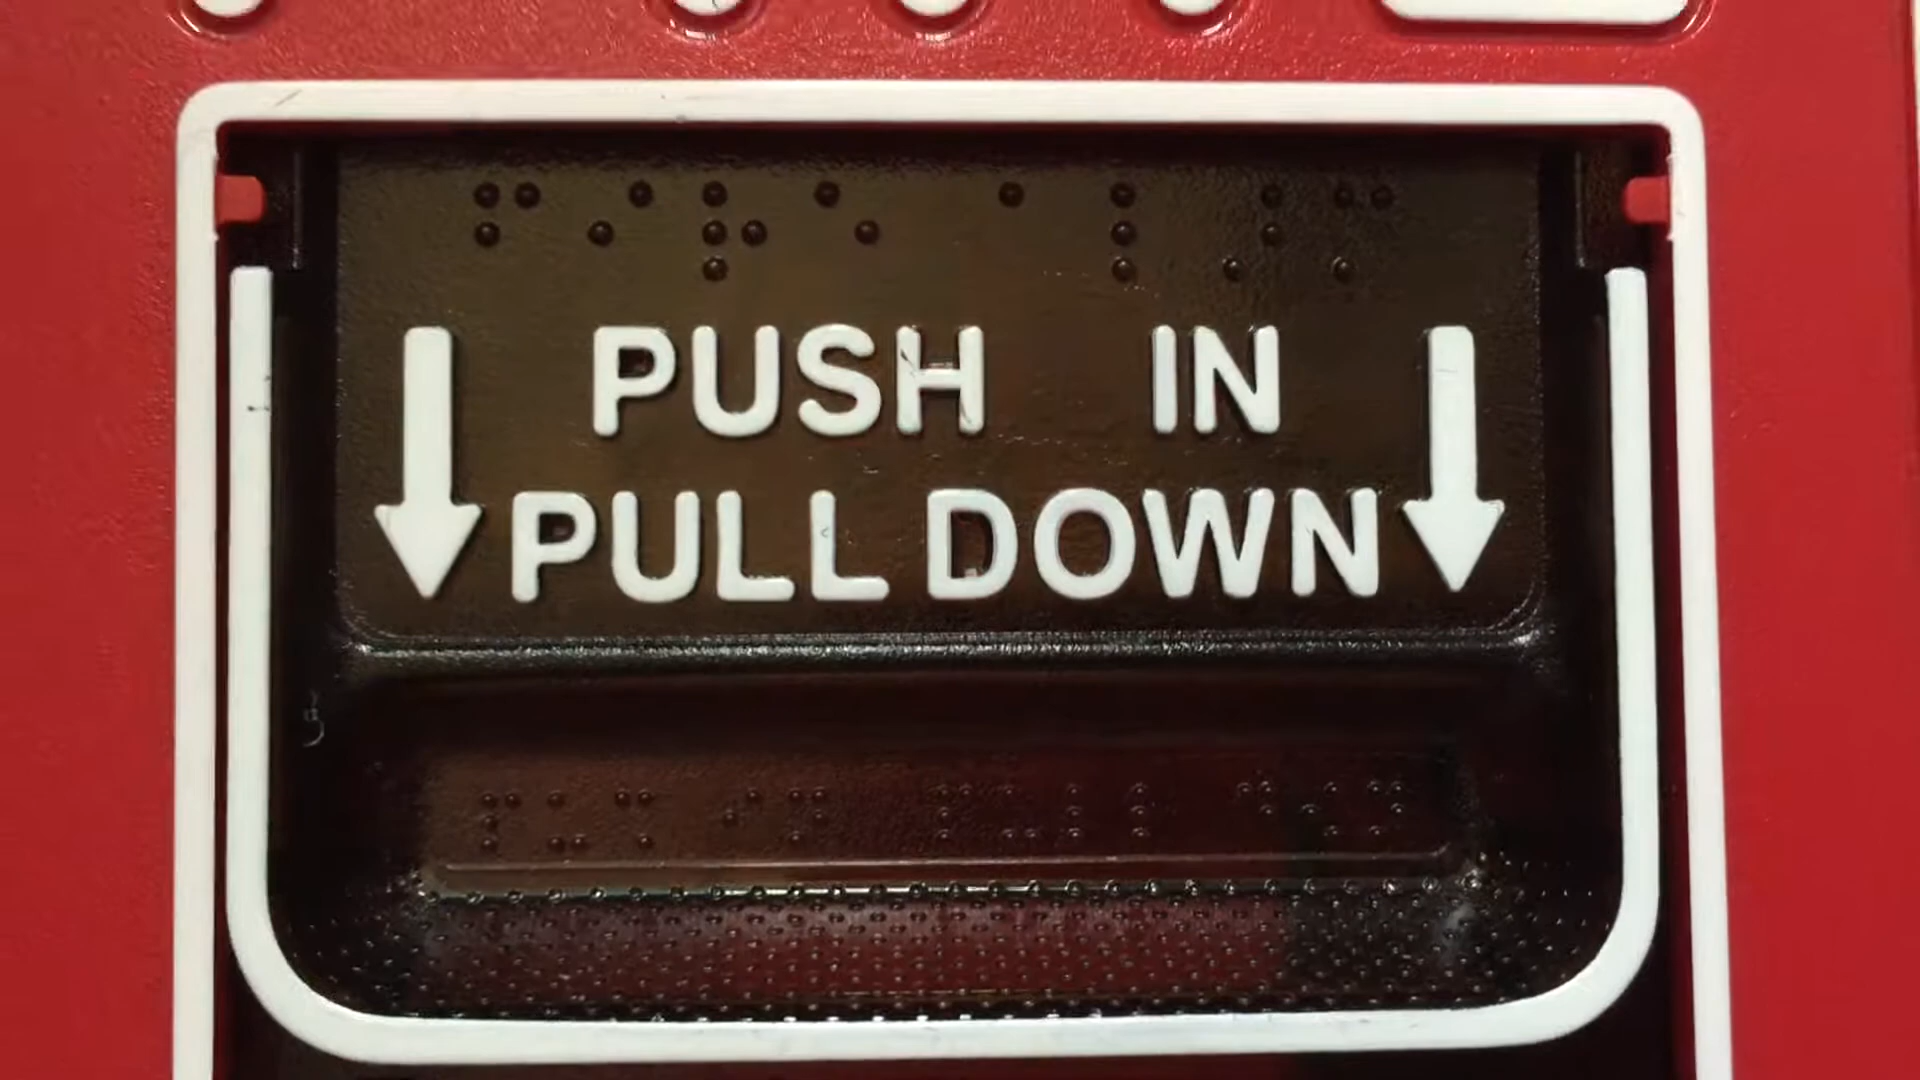 ⠋⠊⠗⠑ ⠁⠇⠜⠍
PUSH IN
PULL DOWN
⠏⠥⠩ ⠊⠝ ⠏⠥⠇⠇ ⠙⠪⠝